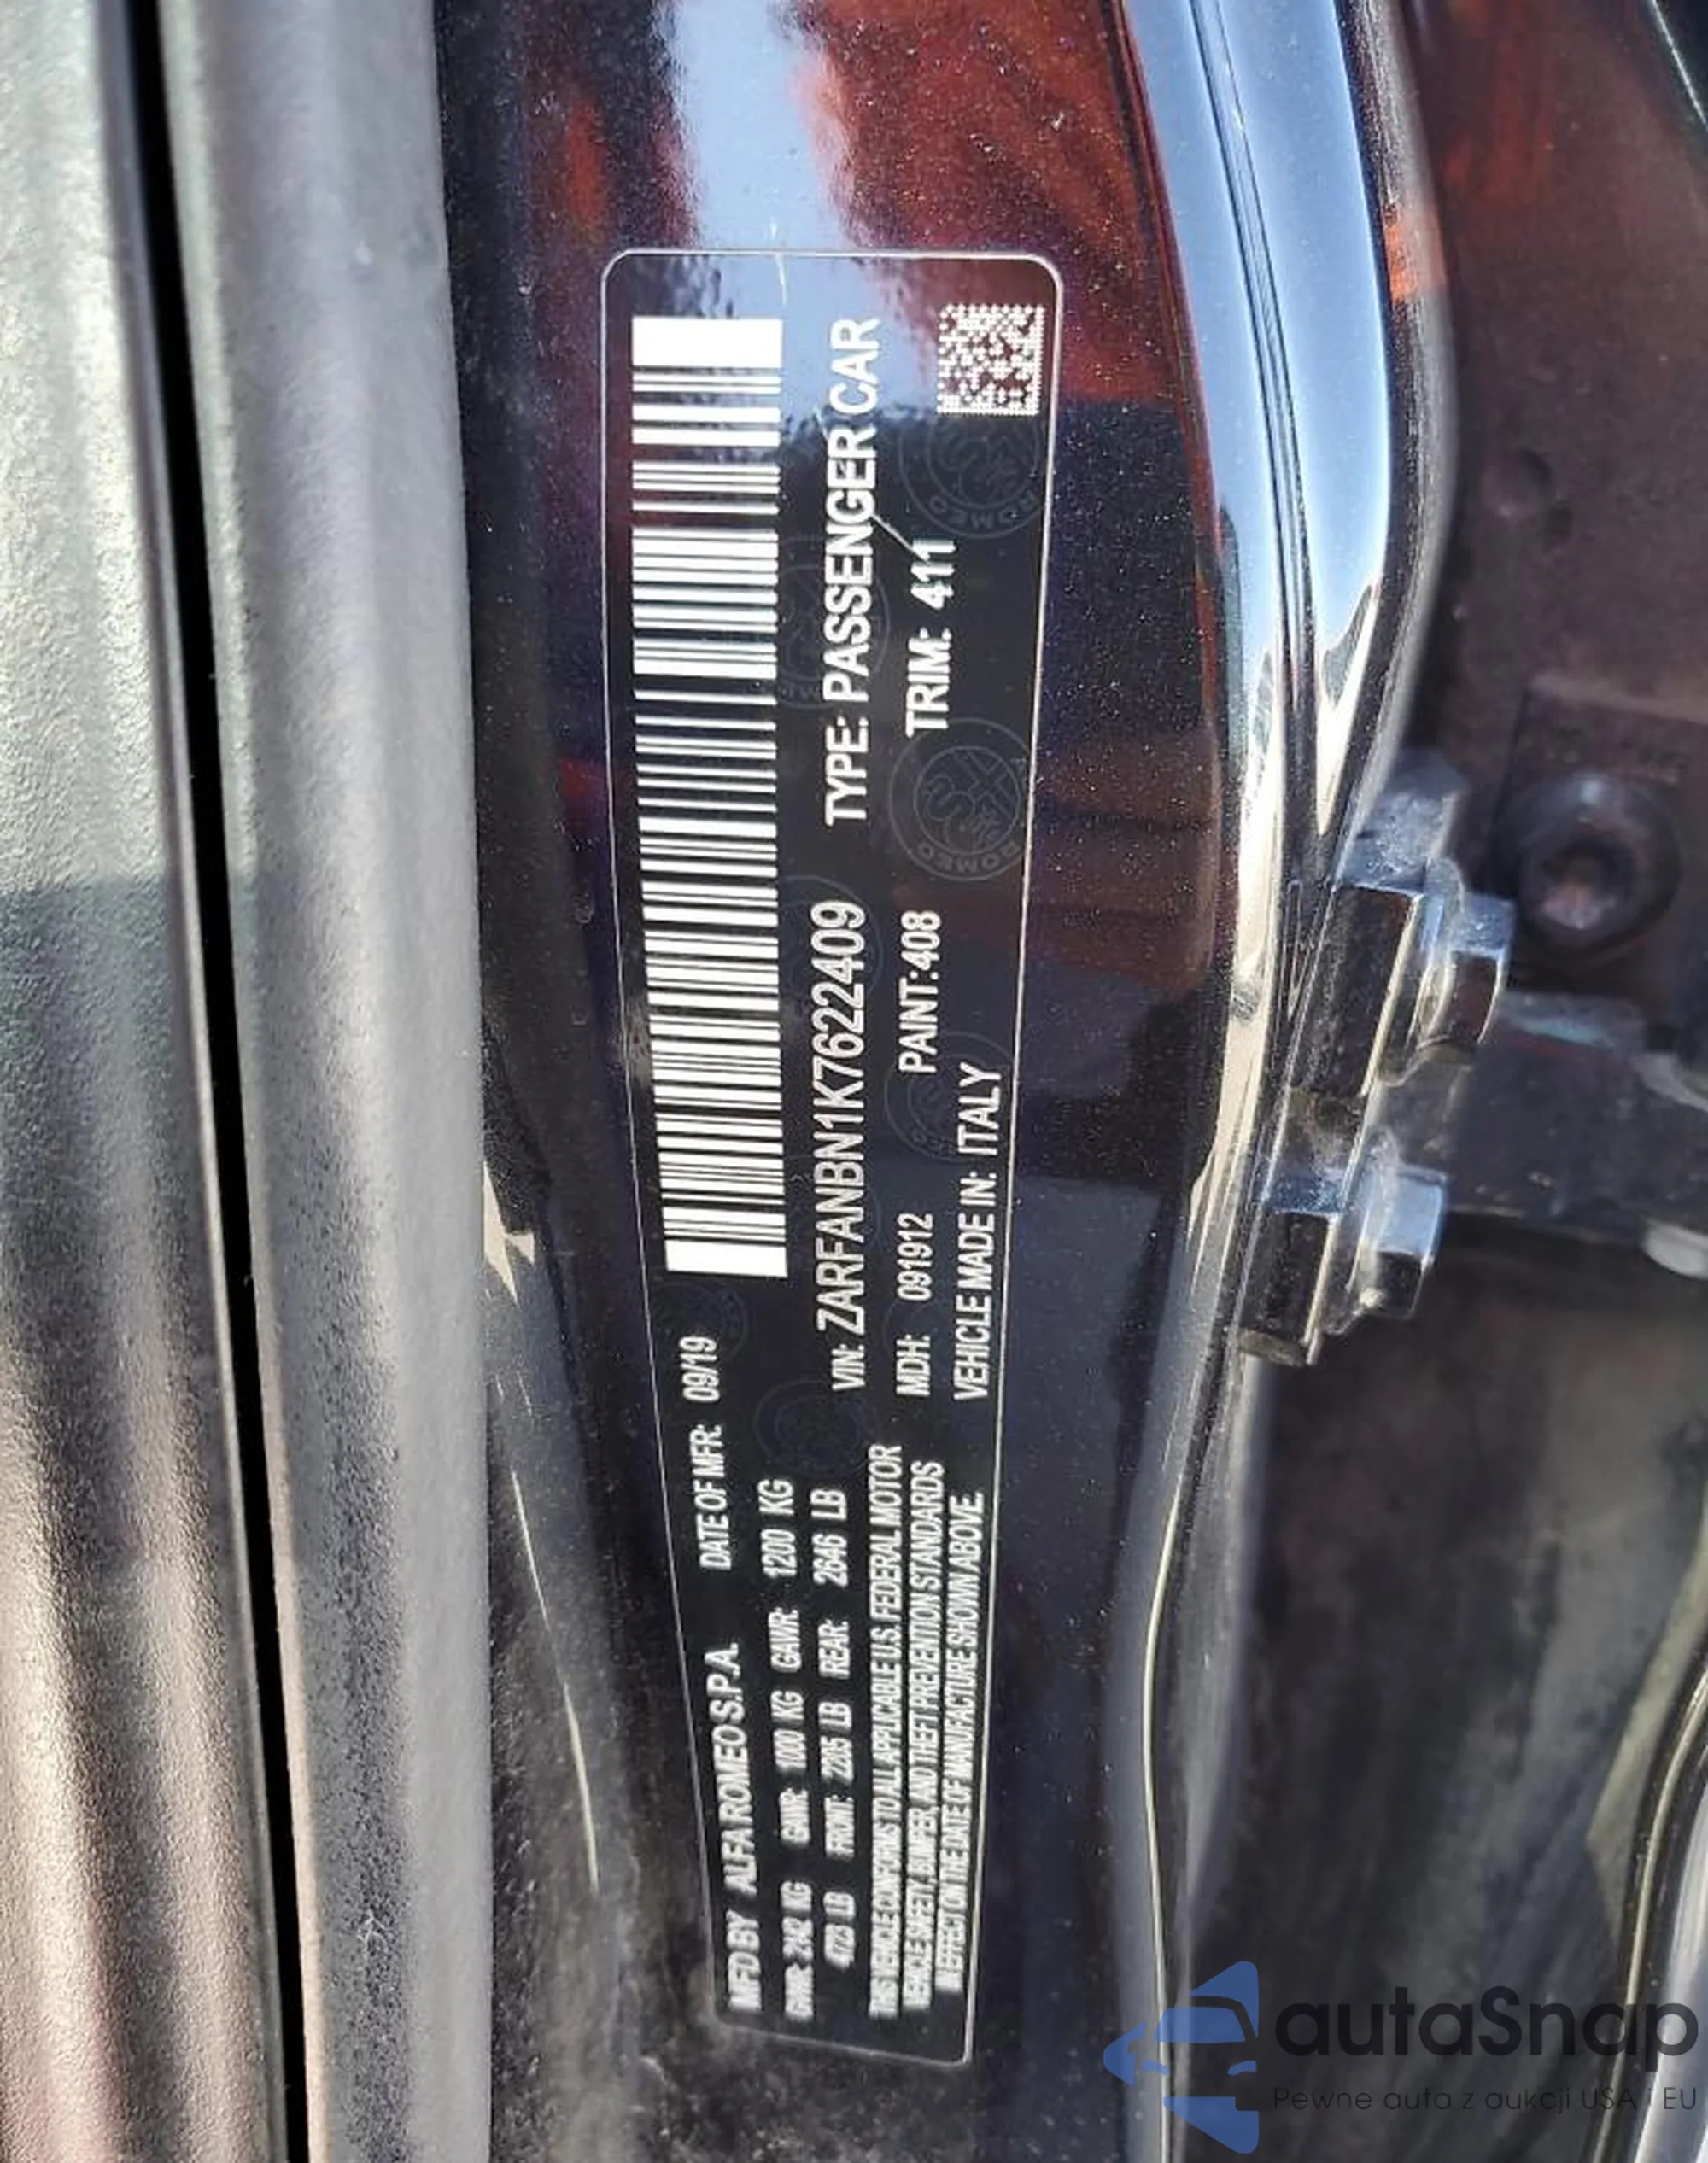 MFD BY ALFA ROMEO S.P.A. DATE OF MFR: 09/19
GVWR: 2142 KG GAWR: 1000 KG GAWR: 1200 KG
4723 LB FRONT: 2205 LB REAR: 2646 LB
THIS VEHICLE CONFORMS TO ALL APPLICABLE U.S. FEDERAL MOTOR
VEHICLE SAFETY, BUMPER, AND THEFT PREVENTION STANDARDS
IN EFFECT ON THE DATE OF MANUFACTURE SHOWN ABOVE.
VIN: ZARFANBN1K7622409 TYPE: PASSENGER CAR
MDH: 091912 PAINT:408 TRIM: 411
VEHICLE MADE IN: ITALY
ROMEO
ROMEO
autaSnap
Pewne auta z aukcji USA i EU